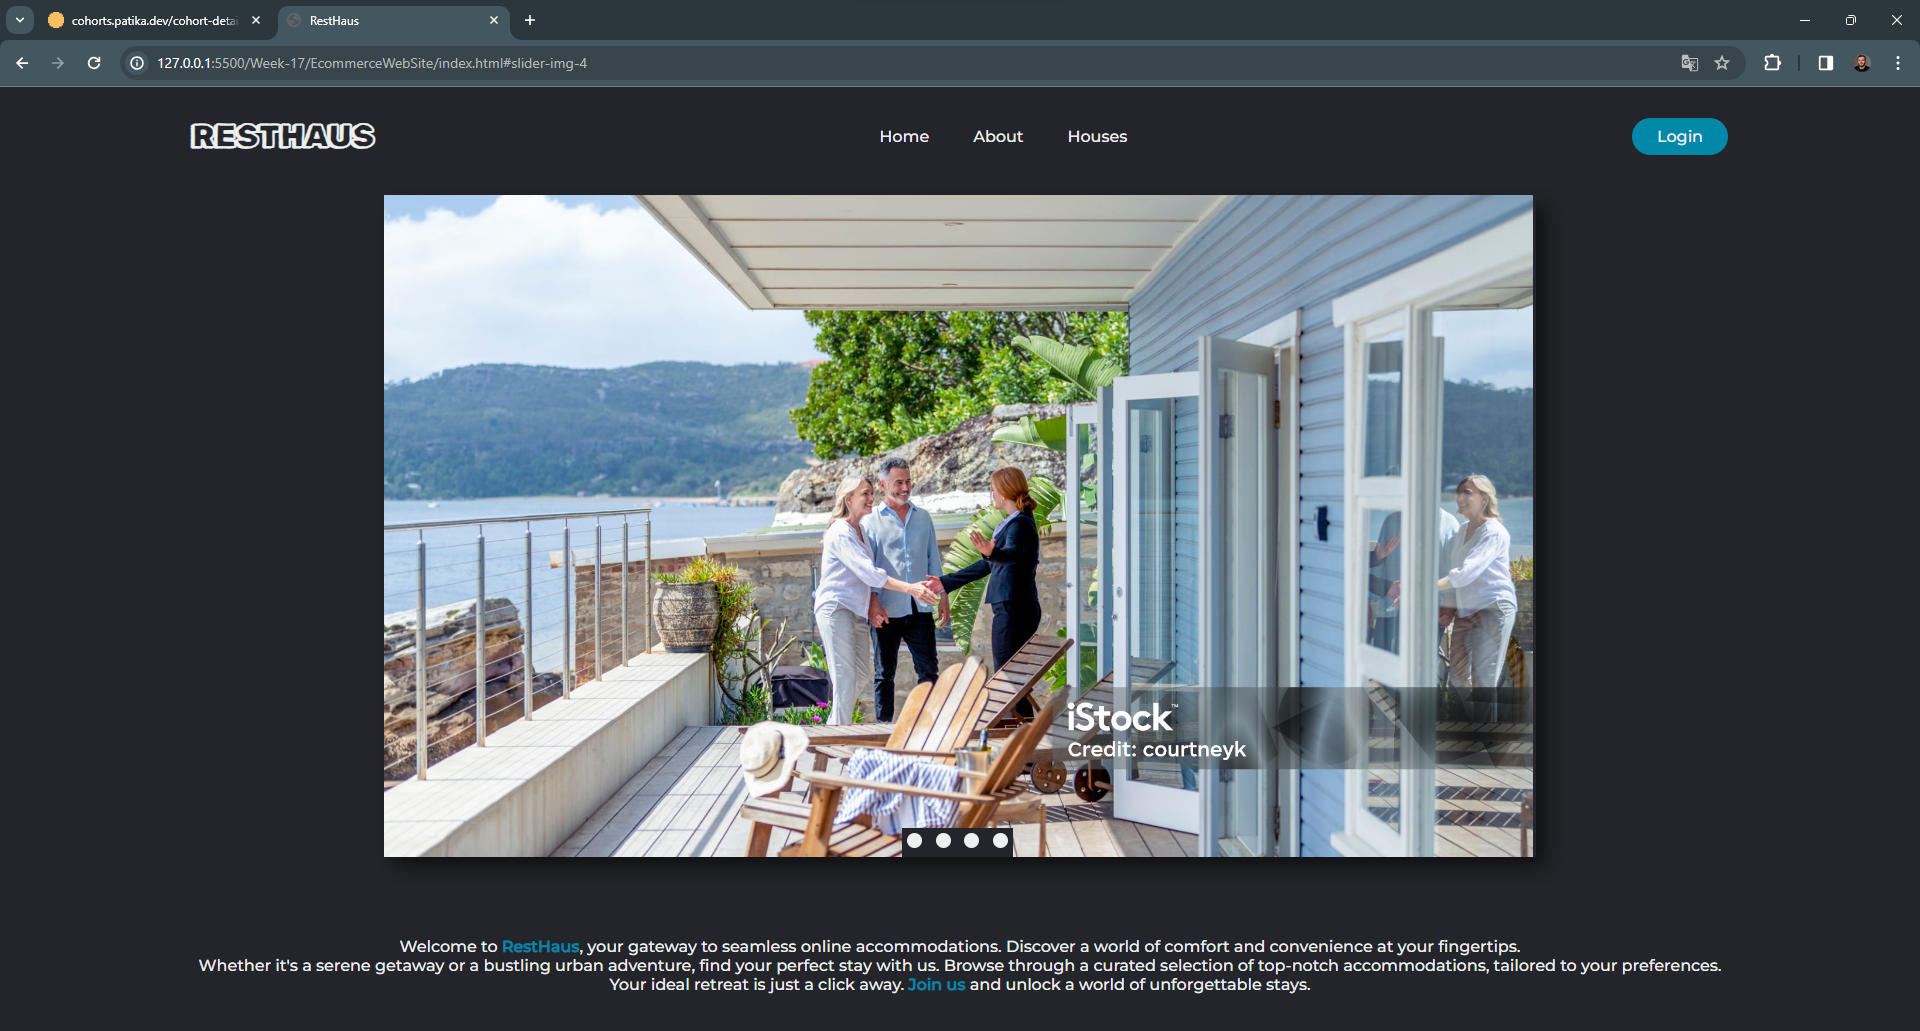 cohorts.patika.dev/cohort-detai
RestHaus
127.0.0.1:5500/Week-17/EcommerceWebSite/index.html#slider-img-4
RESTHAUS
Home
About
Houses
Login
iStock™
Credit: courtneyk
Welcome to RestHaus, your gateway to seamless online accommodations. Discover a world of comfort and convenience at your fingertips.
Whether it's a serene getaway or a bustling urban adventure, find your perfect stay with us. Browse through a curated selection of top-notch accommodations, tailored to your preferences.
Your ideal retreat is just a click away. Join us and unlock a world of unforgettable stays.